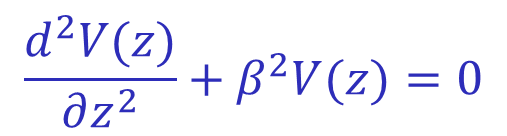 d²V(z)/∂z² + β²V(z) = 0